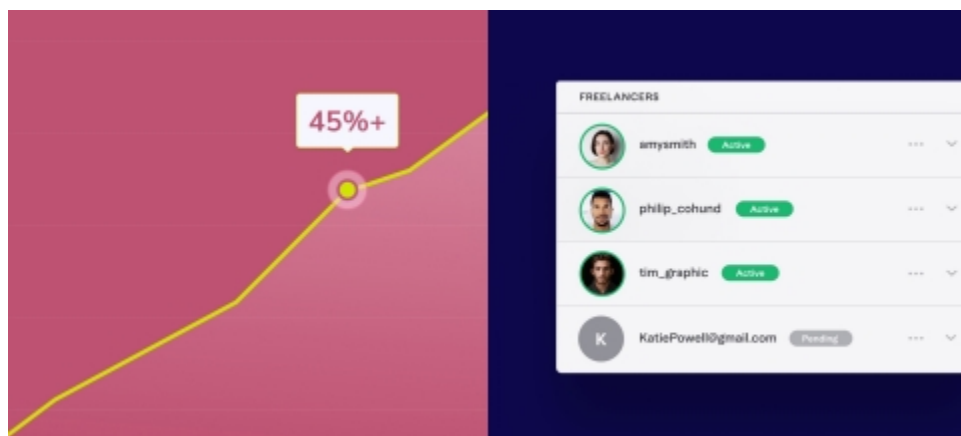 45%+
FREELANCERS
amysmith Active
philip_cohund Active
tim_graphic Active
K KatiePowell@gmail.com Pending